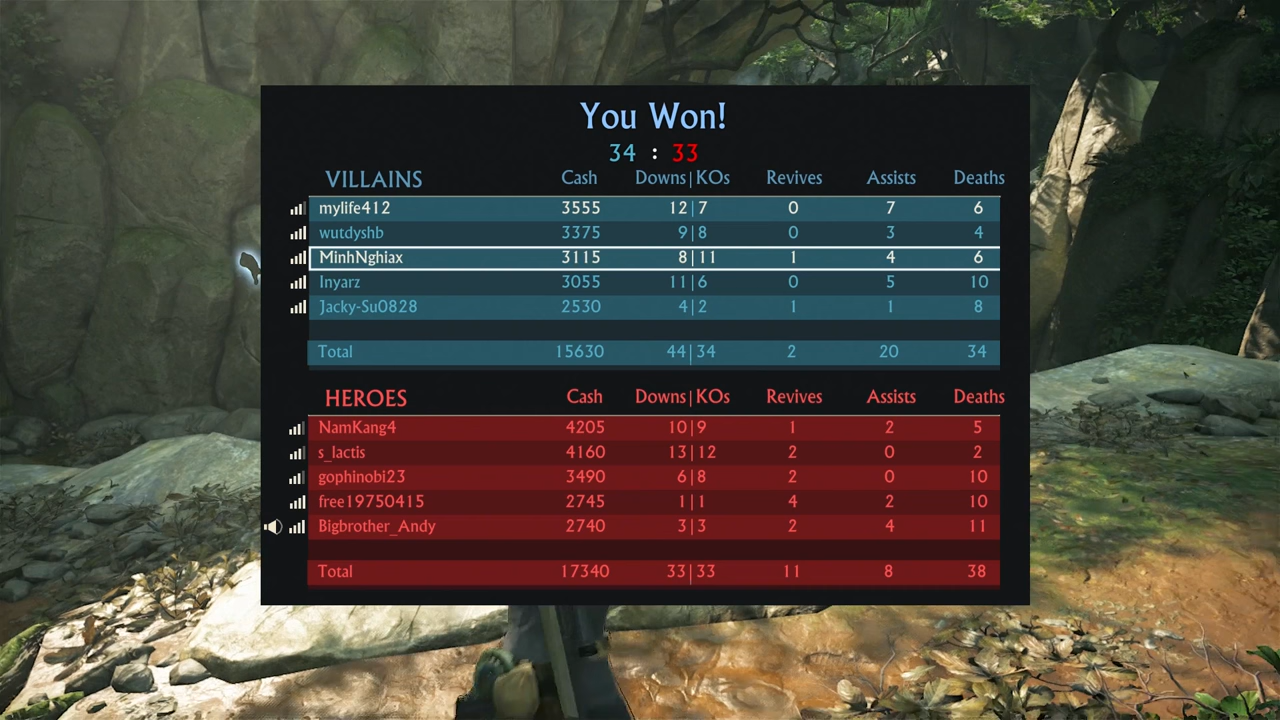 You Won!
34 : 33
VILLAINS Cash Downs|KOs Revives Assists Deaths
mylife412 3555 12|7 0 7 6
wutdyshb 3375 9|8 0 3 4
MinhNghiax 3115 8|11 1 4 6
Inyarz 3055 11|6 0 5 10
Jacky-Su0828 2530 4|2 1 1 8
Total 15630 44|34 2 20 34
HEROES Cash Downs|KOs Revives Assists Deaths
NamKang4 4205 10|9 1 2 5
s_lactis 4160 13|12 2 0 2
gophinobi23 3490 6|8 2 0 10
free19750415 2745 1|1 4 2 10
Bigbrother_Andy 2740 3|3 2 4 11
Total 17340 33|33 11 8 38